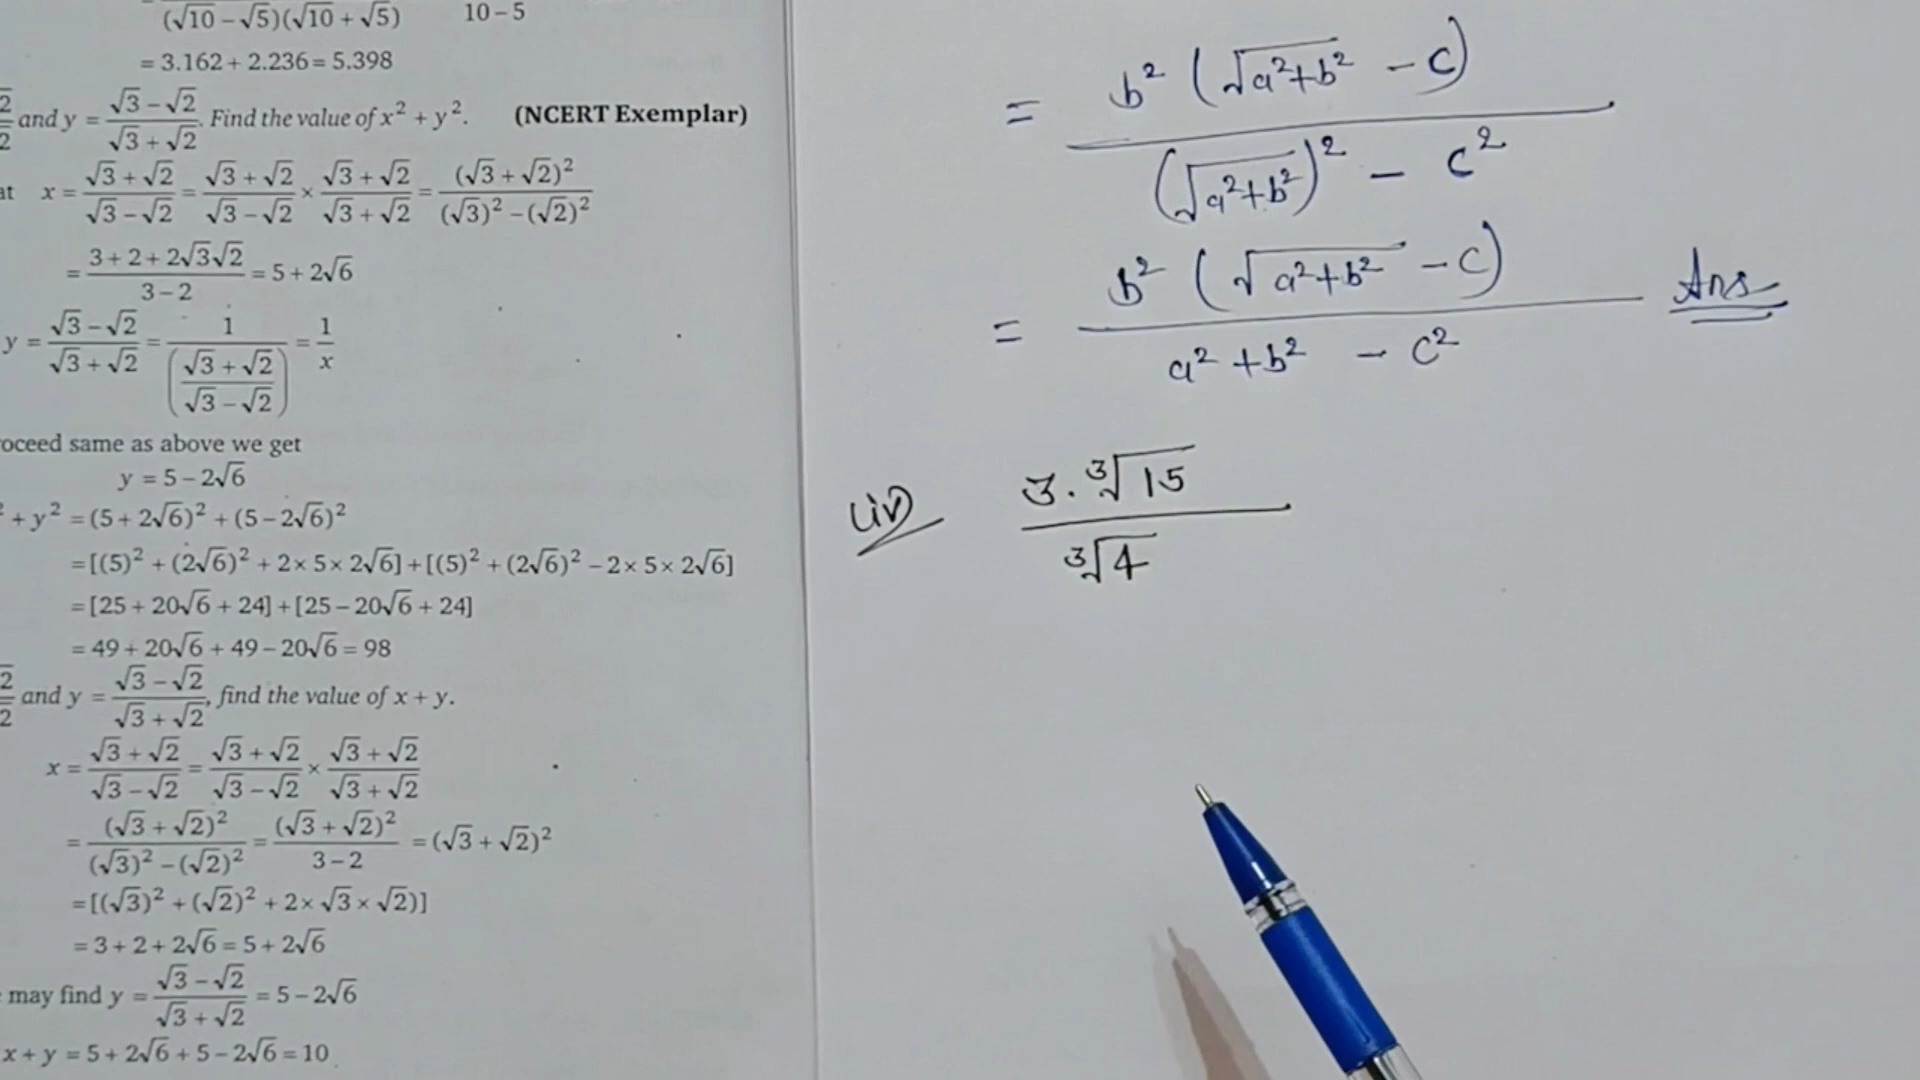 (√10 − √5)(√10 + √5)    10 − 5
= 3.162 + 2.236 = 5.398
and y = (√3 − √2)/(√3 + √2). Find the value of x² + y².    (NCERT Exemplar)
at x = (√3 + √2)/(√3 − √2) = (√3 + √2)/(√3 − √2) × (√3 + √2)/(√3 + √2) = (√3 + √2)²/((√3)² − (√2)²)
= (3 + 2 + 2√3√2)/(3 − 2) = 5 + 2√6
y = (√3 − √2)/(√3 + √2) = 1/((√3 + √2)/(√3 − √2)) = 1/x
oceed same as above we get
y = 5 − 2√6
² + y² = (5 + 2√6)² + (5 − 2√6)²
= [(5)² + (2√6)² + 2 × 5 × 2√6] + [(5)² + (2√6)² − 2 × 5 × 2√6]
= [25 + 20√6 + 24] + [25 − 20√6 + 24]
= 49 + 20√6 + 49 − 20√6 = 98
and y = (√3 − √2)/(√3 + √2), find the value of x + y.
x = (√3 + √2)/(√3 − √2) = (√3 + √2)/(√3 − √2) × (√3 + √2)/(√3 + √2)
= (√3 + √2)²/((√3)² − (√2)²) = (√3 + √2)²/(3 − 2) = (√3 + √2)²
= [(√3)² + (√2)² + 2 × √3 × √2)]
= 3 + 2 + 2√6 = 5 + 2√6
may find y = (√3 − √2)/(√3 + √2) = 5 − 2√6
x + y = 5 + 2√6 + 5 − 2√6 = 10
= b² (√(a²+b²) − c)/((√(a²+b²))² − c²)
= b² (√(a²+b²) − c)/(a² + b² − c²) Ans
(iv) 3·∛15/∛4